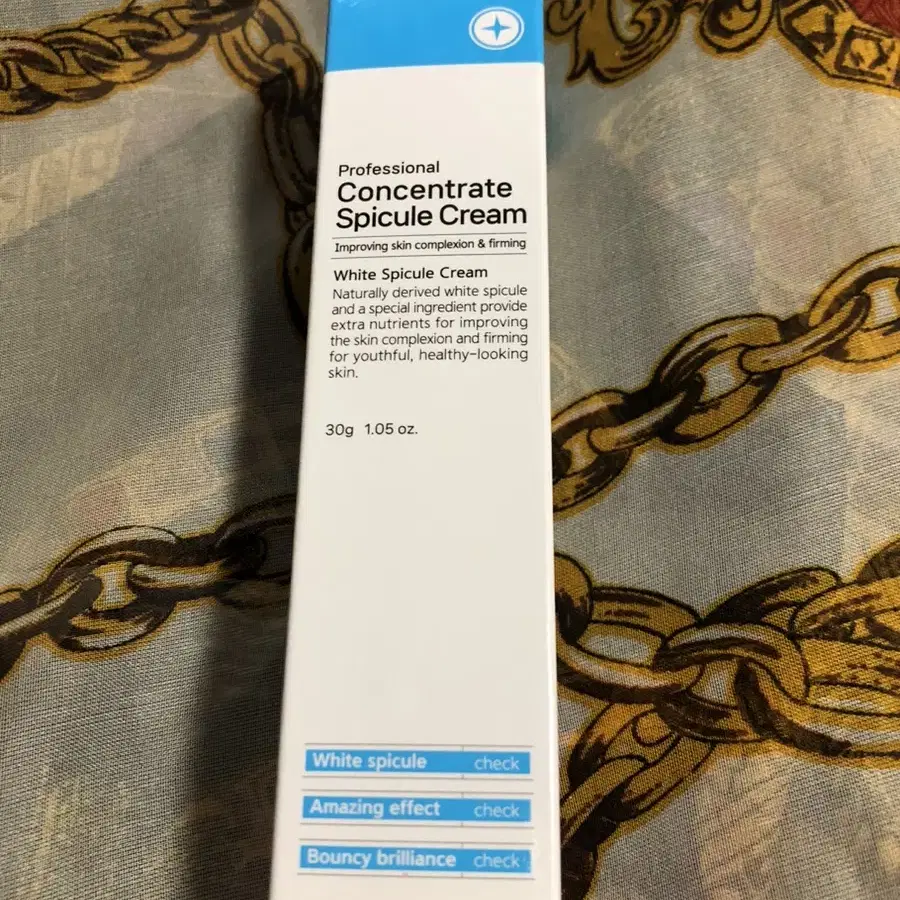 Professional
Concentrate
Spicule Cream
Improving skin complexion & firming
White Spicule Cream
Naturally derived white spicule
and a special ingredient provide
extra nutrients for improving
the skin complexion and firming
for youthful, healthy-looking
skin.
30g 1.05 oz.
White spicule check
Amazing effect check
Bouncy brilliance check